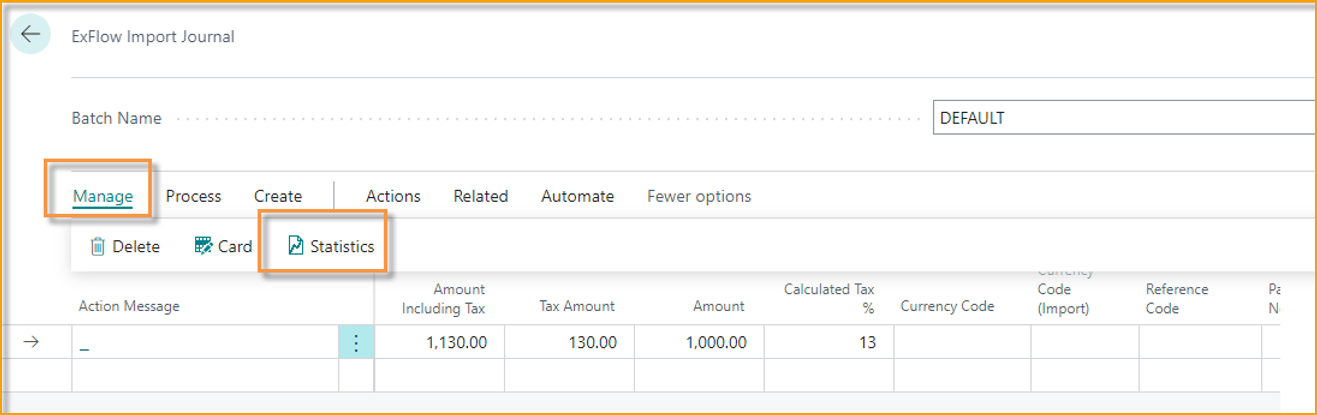 ExFlow Import Journal
Batch Name DEFAULT
Manage Process Create Actions Related Automate Fewer options
Delete Card Statistics
Action Message Amount Including Tax Tax Amount Amount Calculated Tax % Currency Code Currency Code (Import) Reference Code
_ 1,130.00 130.00 1,000.00 13